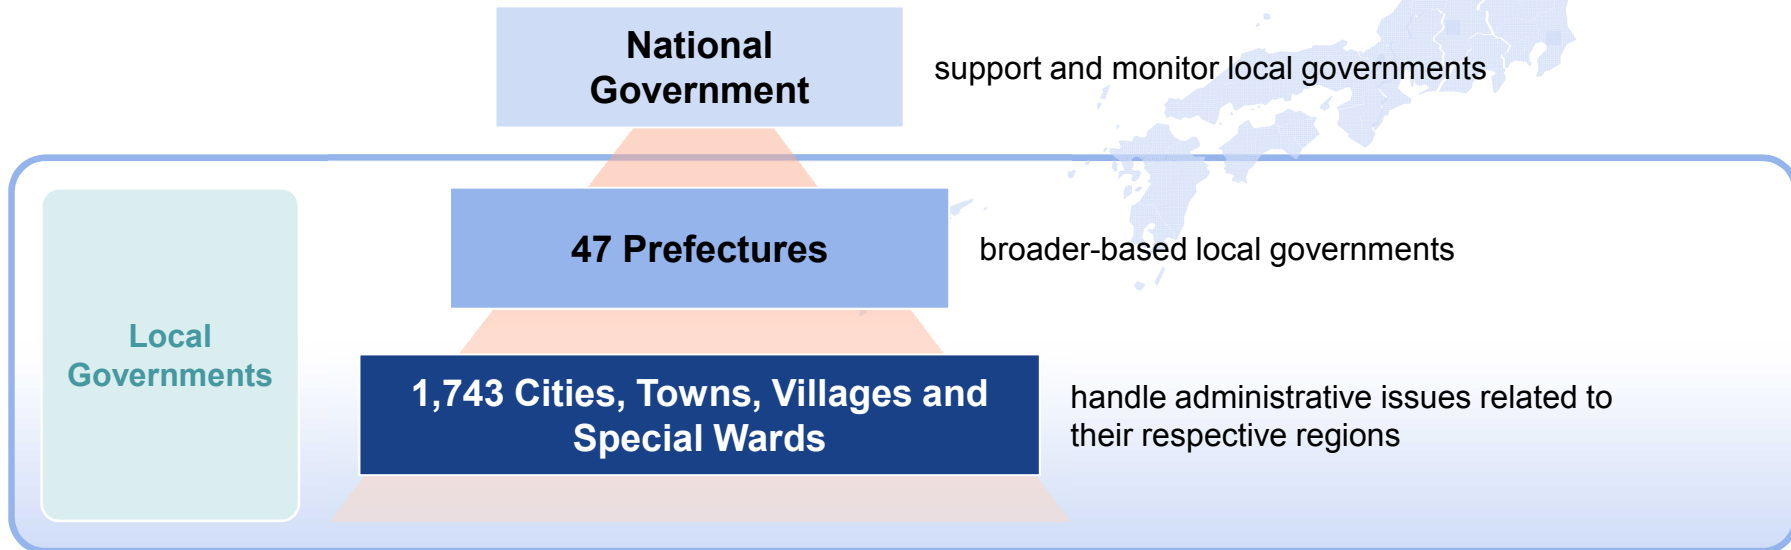 National
Government
support and monitor local governments
47 Prefectures
broader-based local governments
Local
Governments
1,743 Cities, Towns, Villages and
Special Wards
handle administrative issues related to
their respective regions